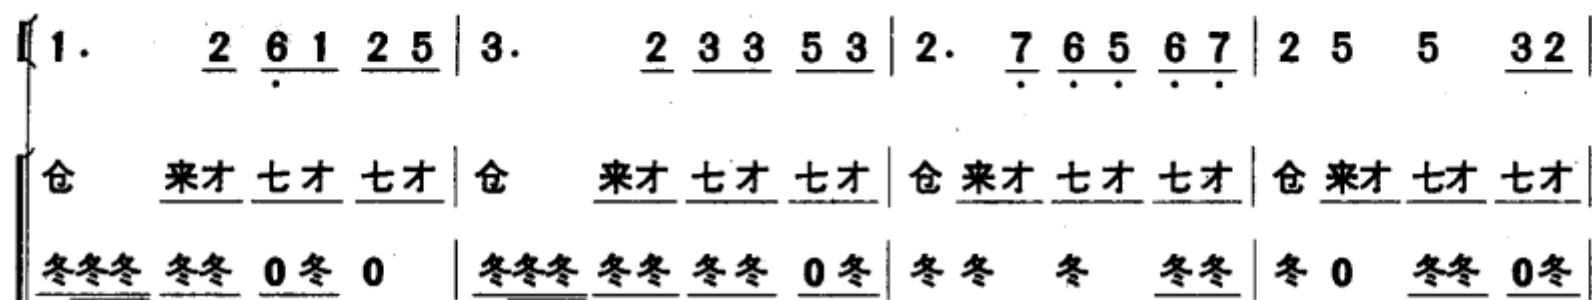 1. 2 6 1 2 5 | 3. 2 3 3 5 3 | 2. 7 6 5 6 7 | 2 5 5 3 2 |
仓 来才 七才 七才 | 仓 来才 七才 七才 | 仓 来才 七才 七才 | 仓 来才 七才 七才 |
冬冬冬 冬冬 0冬 0 | 冬冬冬 冬冬 冬冬 0冬 | 冬 冬 冬 冬冬 | 冬 0 冬冬 0冬 |